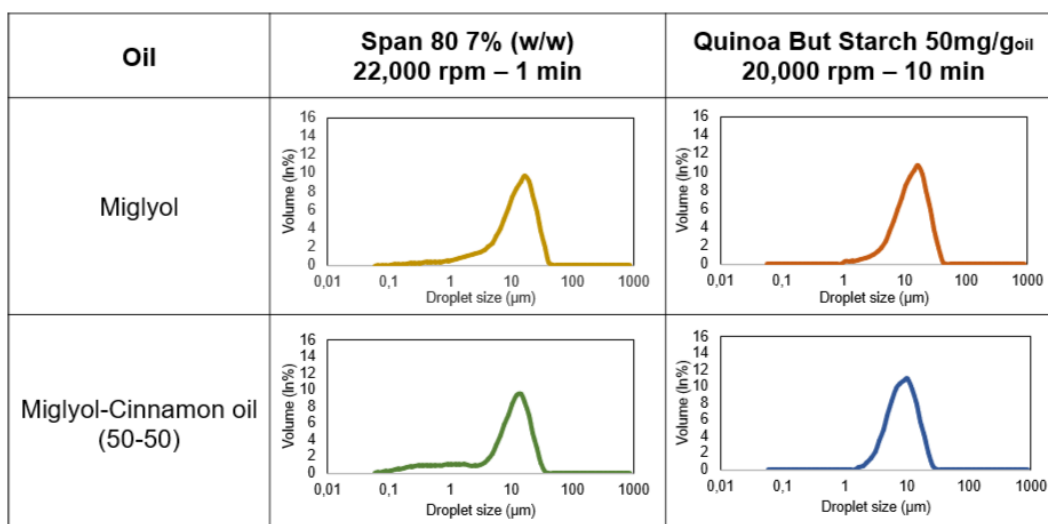 Oil
Span 80 7% (w/w)
22,000 rpm – 1 min
Quinoa But Starch 50mg/goil
20,000 rpm – 10 min
Miglyol
Volume (In%)
16
14
12
10
8
6
4
2
0
0,01 0,1 1 10 100 1000
Droplet size (µm)
Volume (In%)
16
14
12
10
8
6
4
2
0
0,01 0,1 1 10 100 1000
Droplet size (µm)
Miglyol-Cinnamon oil
(50-50)
Volume (In%)
16
14
12
10
8
6
4
2
0
0,01 0,1 1 10 100 1000
Droplet size (µm)
Volume (In%)
16
14
12
10
8
6
4
2
0
0,01 0,1 1 10 100 1000
Droplet size (µm)